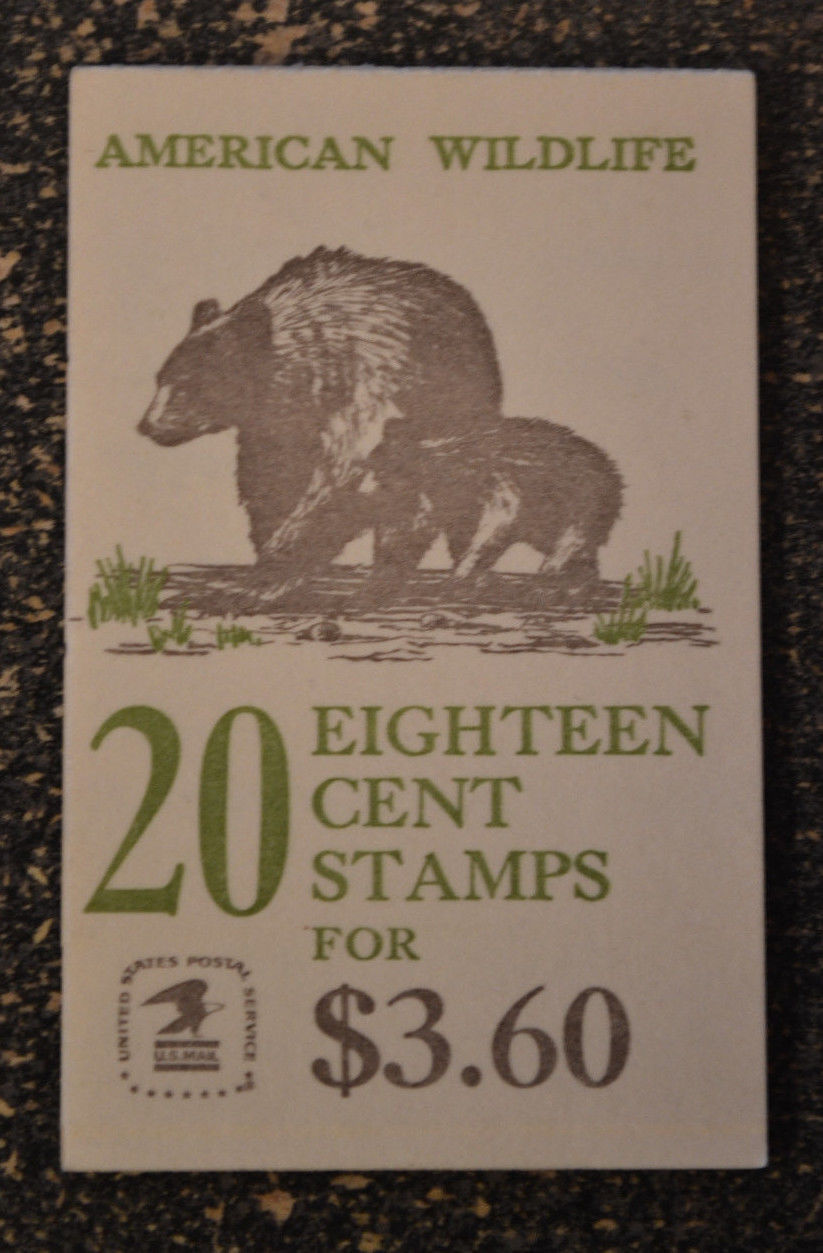 AMERICAN WILDLIFE
20 EIGHTEEN
CENT
STAMPS
FOR
$3.60
UNITED STATES POSTAL SERVICE
U.S.MAIL